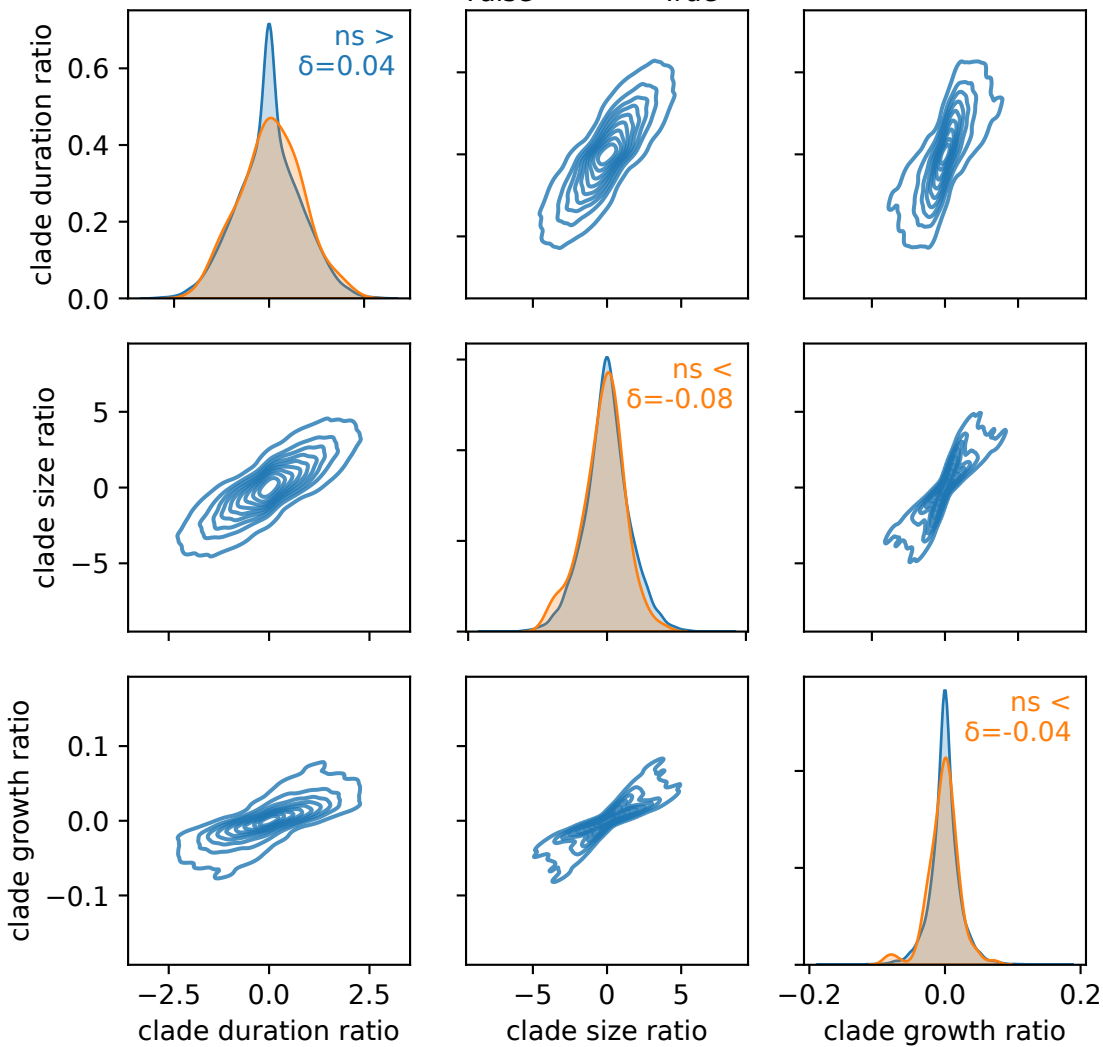 ns >
δ=0.04
clade duration ratio
0.6
0.4
0.2
0.0
ns <
δ=-0.08
clade size ratio
5
0
−5
ns <
δ=-0.04
clade growth ratio
0.1
0.0
−0.1
−2.5 0.0 2.5
−5 0 5
−0.2 0.0 0.2
clade duration ratio
clade size ratio
clade growth ratio